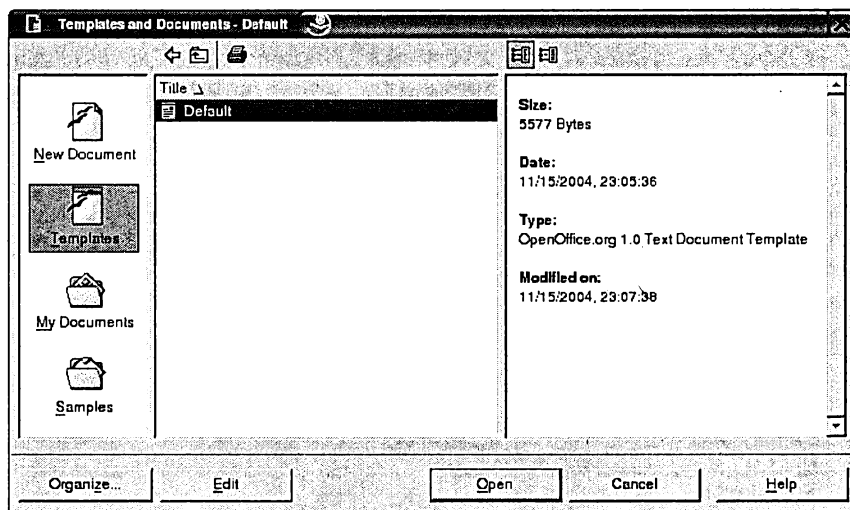 Templates and Documents - Default
New Document
Templates
My Documents
Samples
Title
Default
Size:
5577 Bytes
Date:
11/15/2004, 23:05:36
Type:
OpenOffice.org 1.0 Text Document Template
Modified on:
11/15/2004, 23:07:38
Organize...
Edit
Open
Cancel
Help